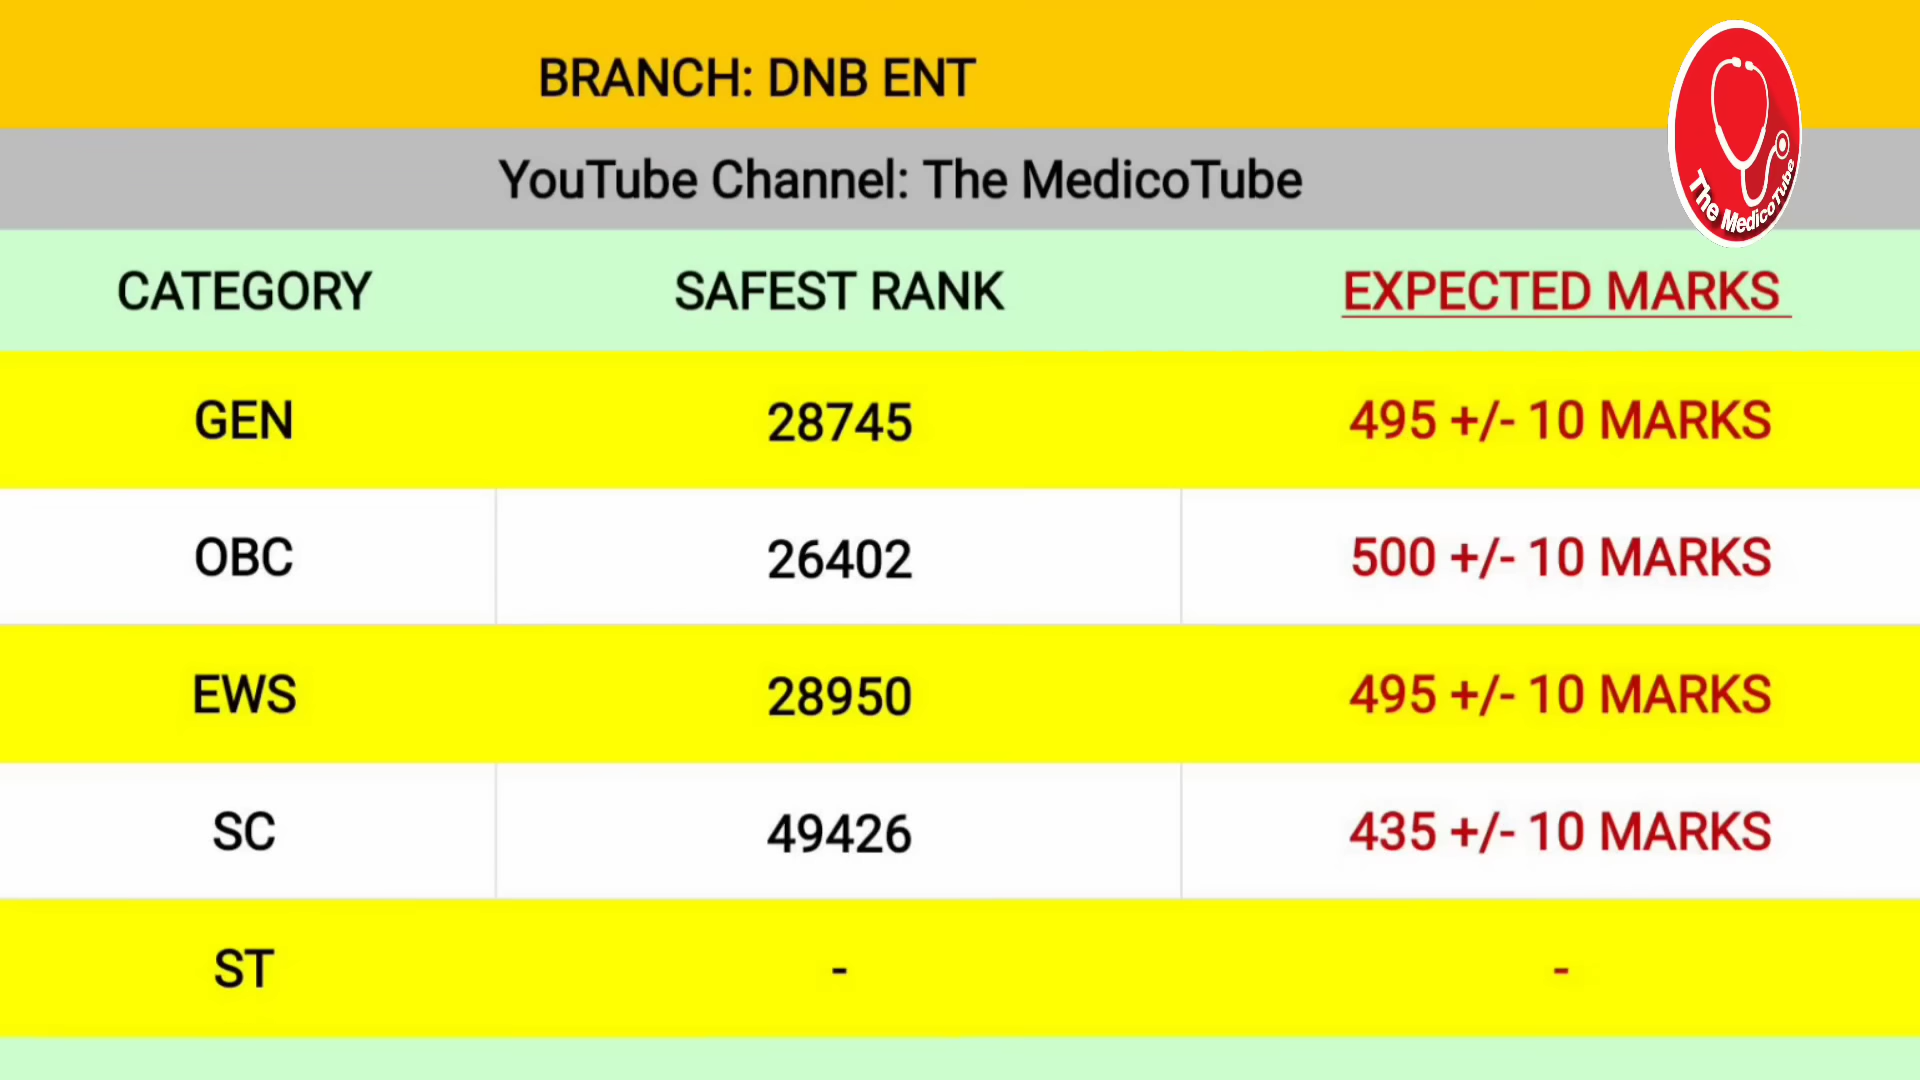 BRANCH: DNB ENT
YouTube Channel: The MedicoTube
The MedicoTube
CATEGORY SAFEST RANK EXPECTED MARKS
GEN 28745 495 +/- 10 MARKS
OBC 26402 500 +/- 10 MARKS
EWS 28950 495 +/- 10 MARKS
SC 49426 435 +/- 10 MARKS
ST - -